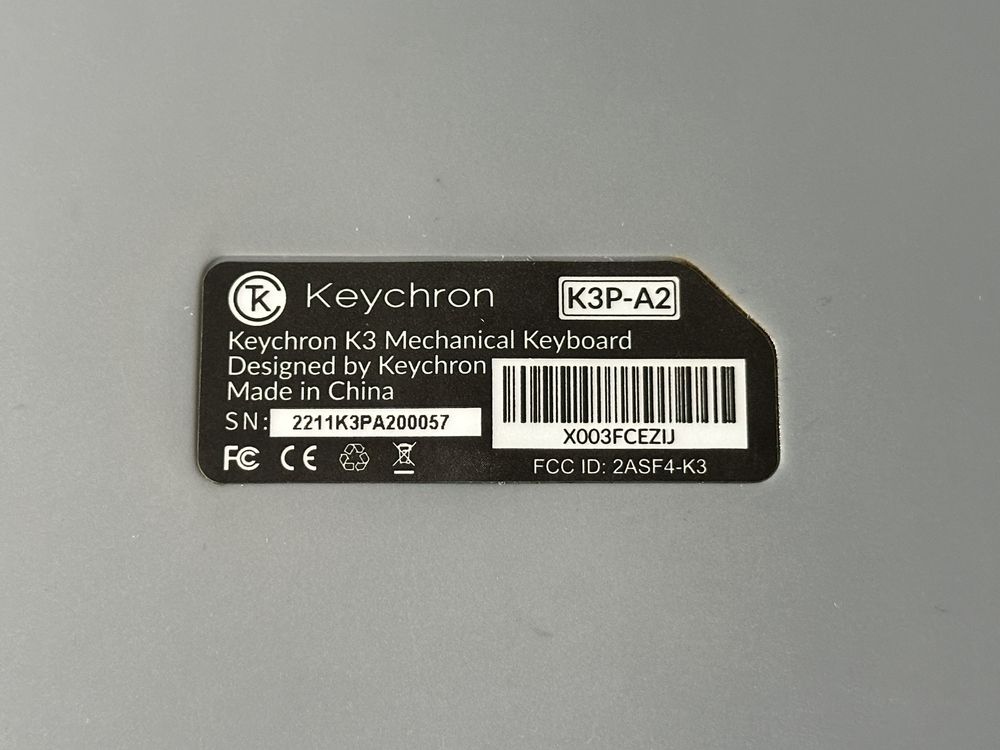 TK Keychron
K3P-A2
Keychron K3 Mechanical Keyboard
Designed by Keychron
Made in China
SN: 2211K3PA200057
X003FCEZIJ
FC CE
FCC ID: 2ASF4-K3